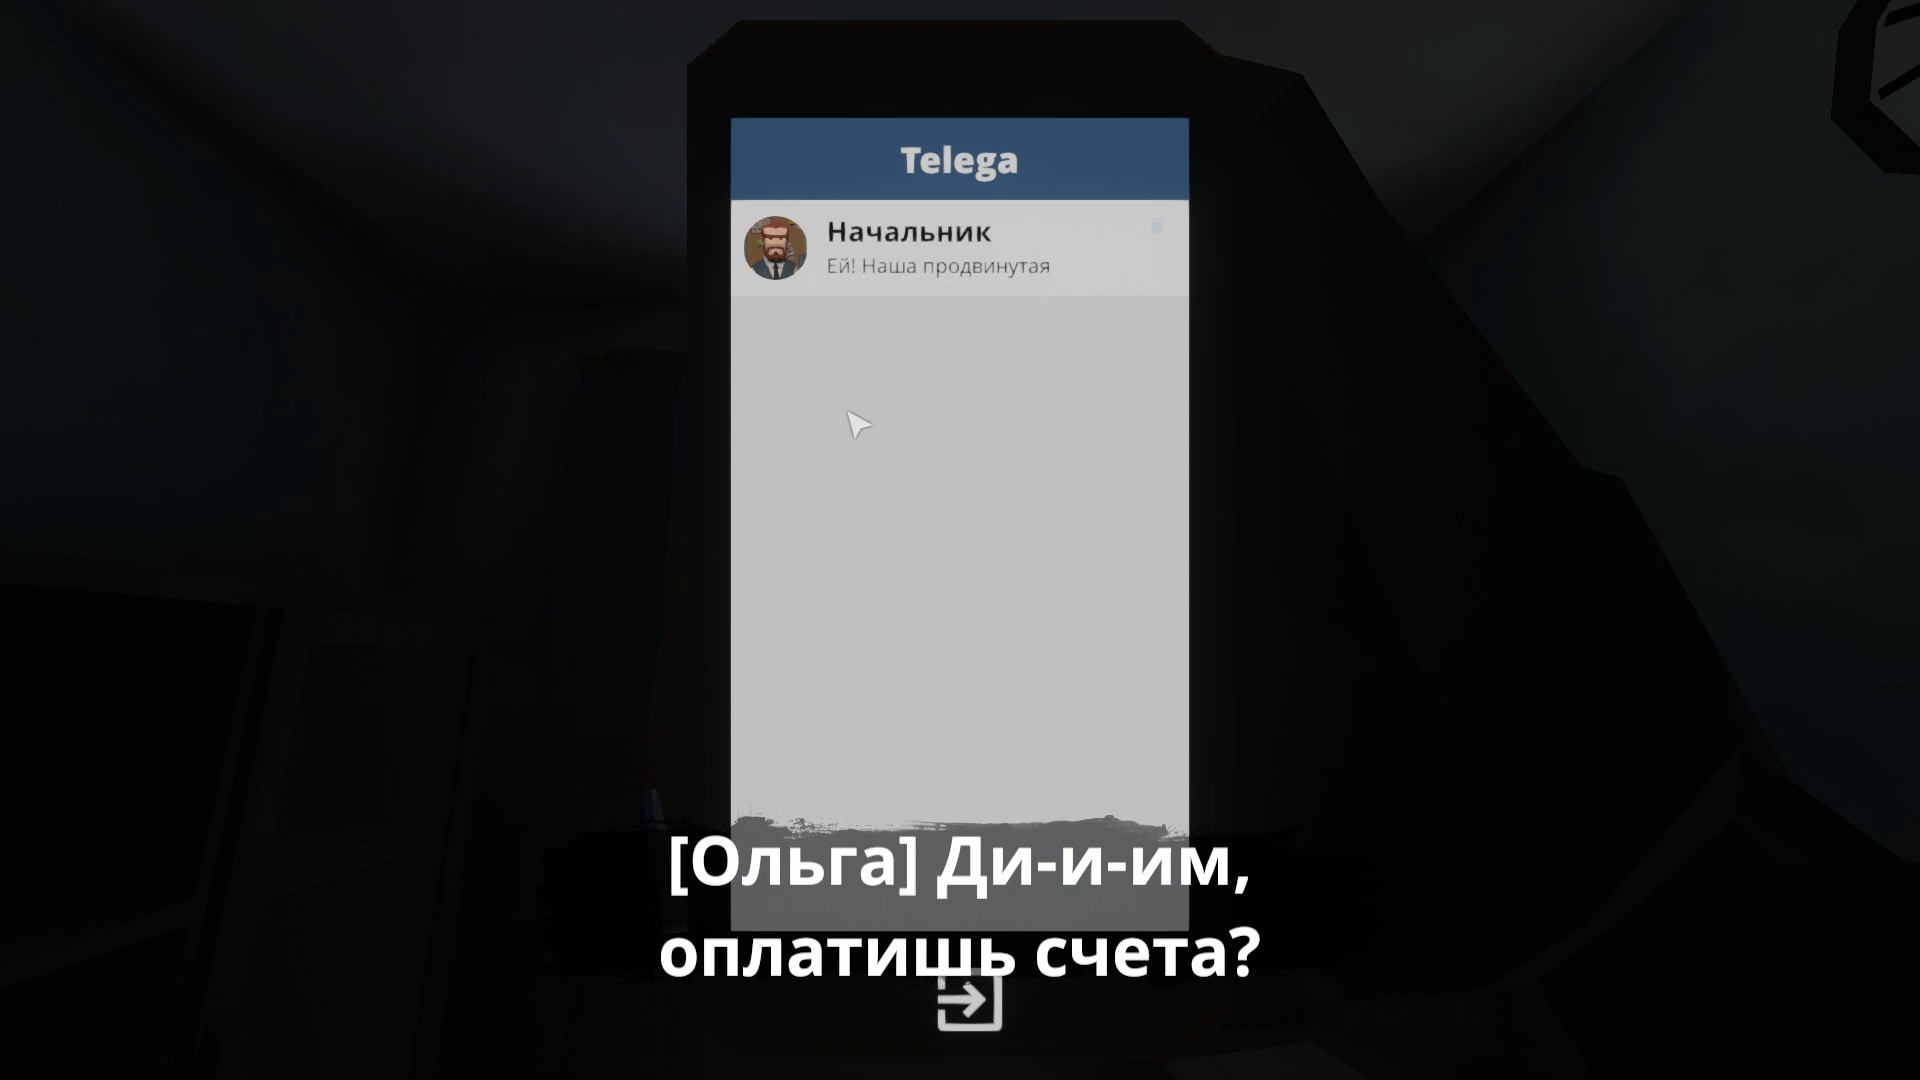 Telega
Начальник
Ей! Наша продвинутая
[Ольга] Ди-и-им,
оплатишь счета?